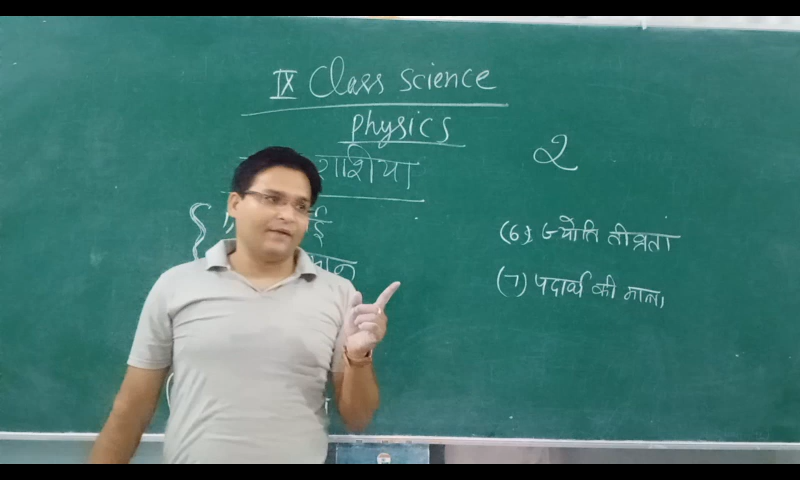 IX Class Science
Physics
राशिया
2
(6) ज्योति तीव्रता
(7) पदार्थ की मात्रा